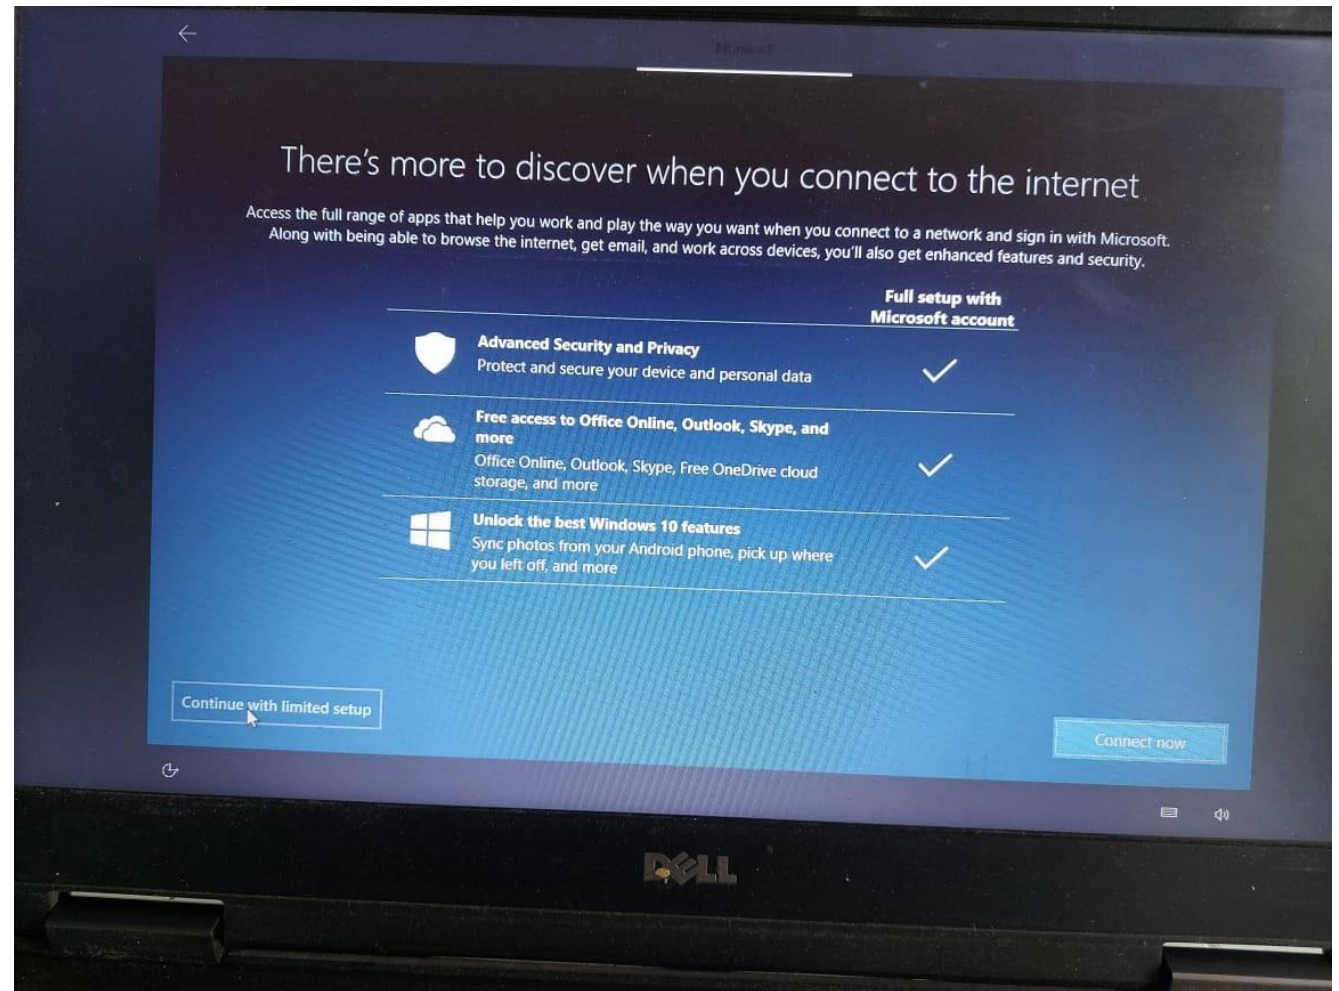 Network
There's more to discover when you connect to the internet
Access the full range of apps that help you work and play the way you want when you connect to a network and sign in with Microsoft.
Along with being able to browse the internet, get email, and work across devices, you'll also get enhanced features and security.
Full setup with
Microsoft account
Advanced Security and Privacy
Protect and secure your device and personal data
Free access to Office Online, Outlook, Skype, and
more
Office Online, Outlook, Skype, Free OneDrive cloud
storage, and more
Unlock the best Windows 10 features
Sync photos from your Android phone, pick up where
you left off, and more
Continue with limited setup
Connect now
DELL